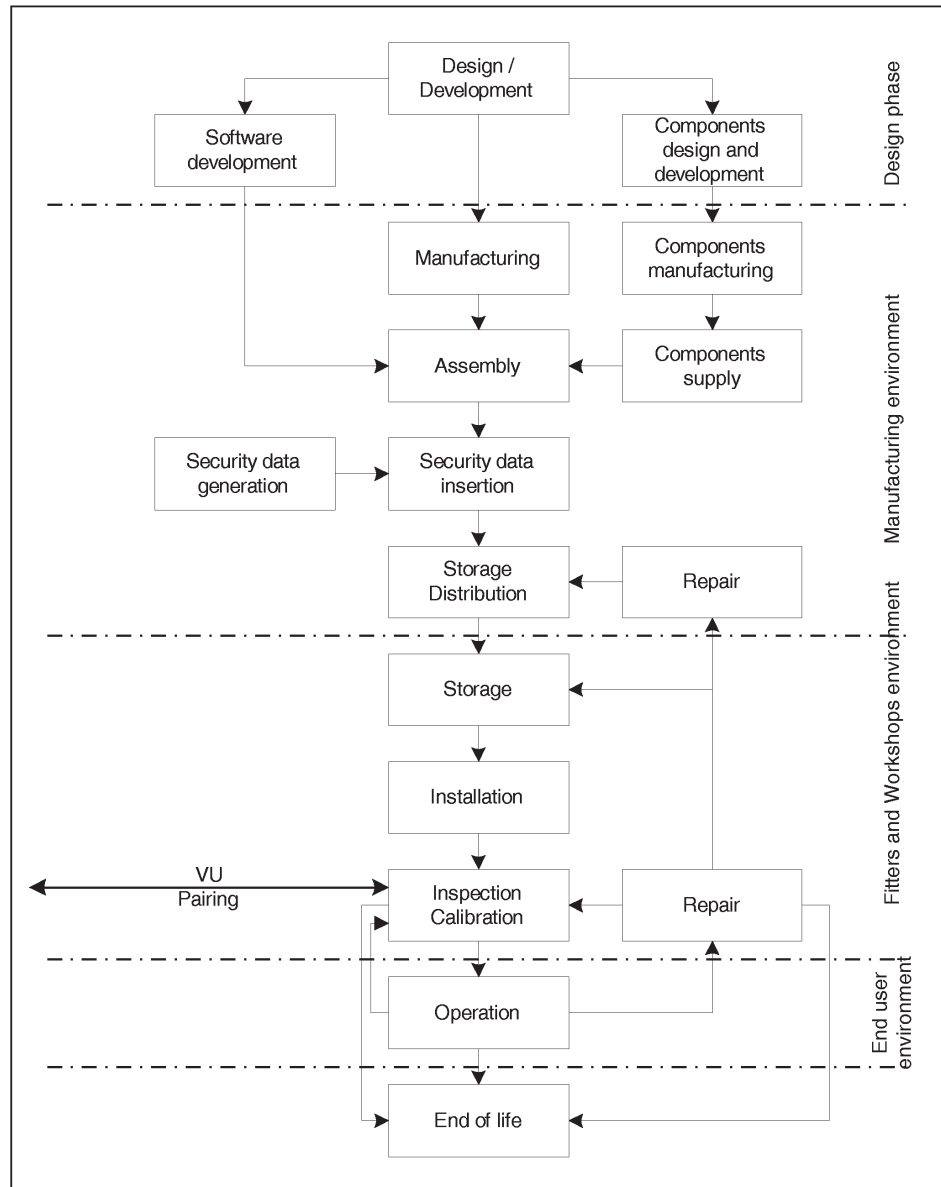 Design /
Development
Software
development
Components
design and
development
Design phase
Manufacturing
Components
manufacturing
Assembly
Components
supply
Manufacturing environment
Security data
generation
Security data
insertion
Storage
Distribution
Repair
Storage
Installation
Fitters and Workshops environment
VU
Pairing
Inspection
Calibration
Repair
Operation
End user
environment
End of life